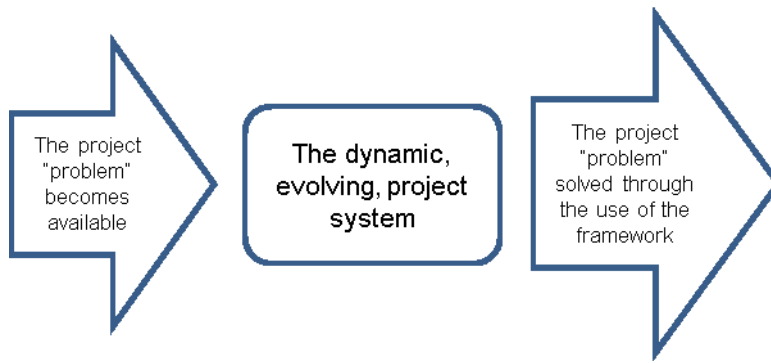 The project
"problem"
becomes
available
The dynamic,
evolving, project
system
The project
"problem"
solved through
the use of the
framework